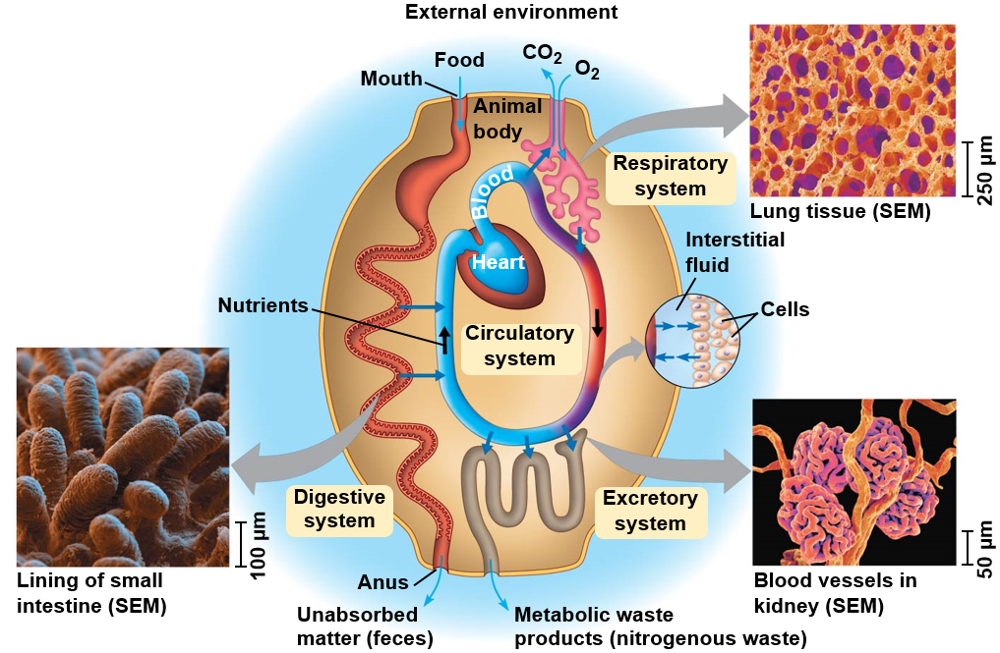 External environment
Food
CO2
O2
Mouth
Animal
body
Respiratory
system
250 µm
Lung tissue (SEM)
Blood
Interstitial
fluid
Heart
Nutrients
Cells
Circulatory
system
Digestive
system
Excretory
system
100 µm
50 µm
Lining of small
intestine (SEM)
Anus
Blood vessels in
kidney (SEM)
Unabsorbed
matter (feces)
Metabolic waste
products (nitrogenous waste)